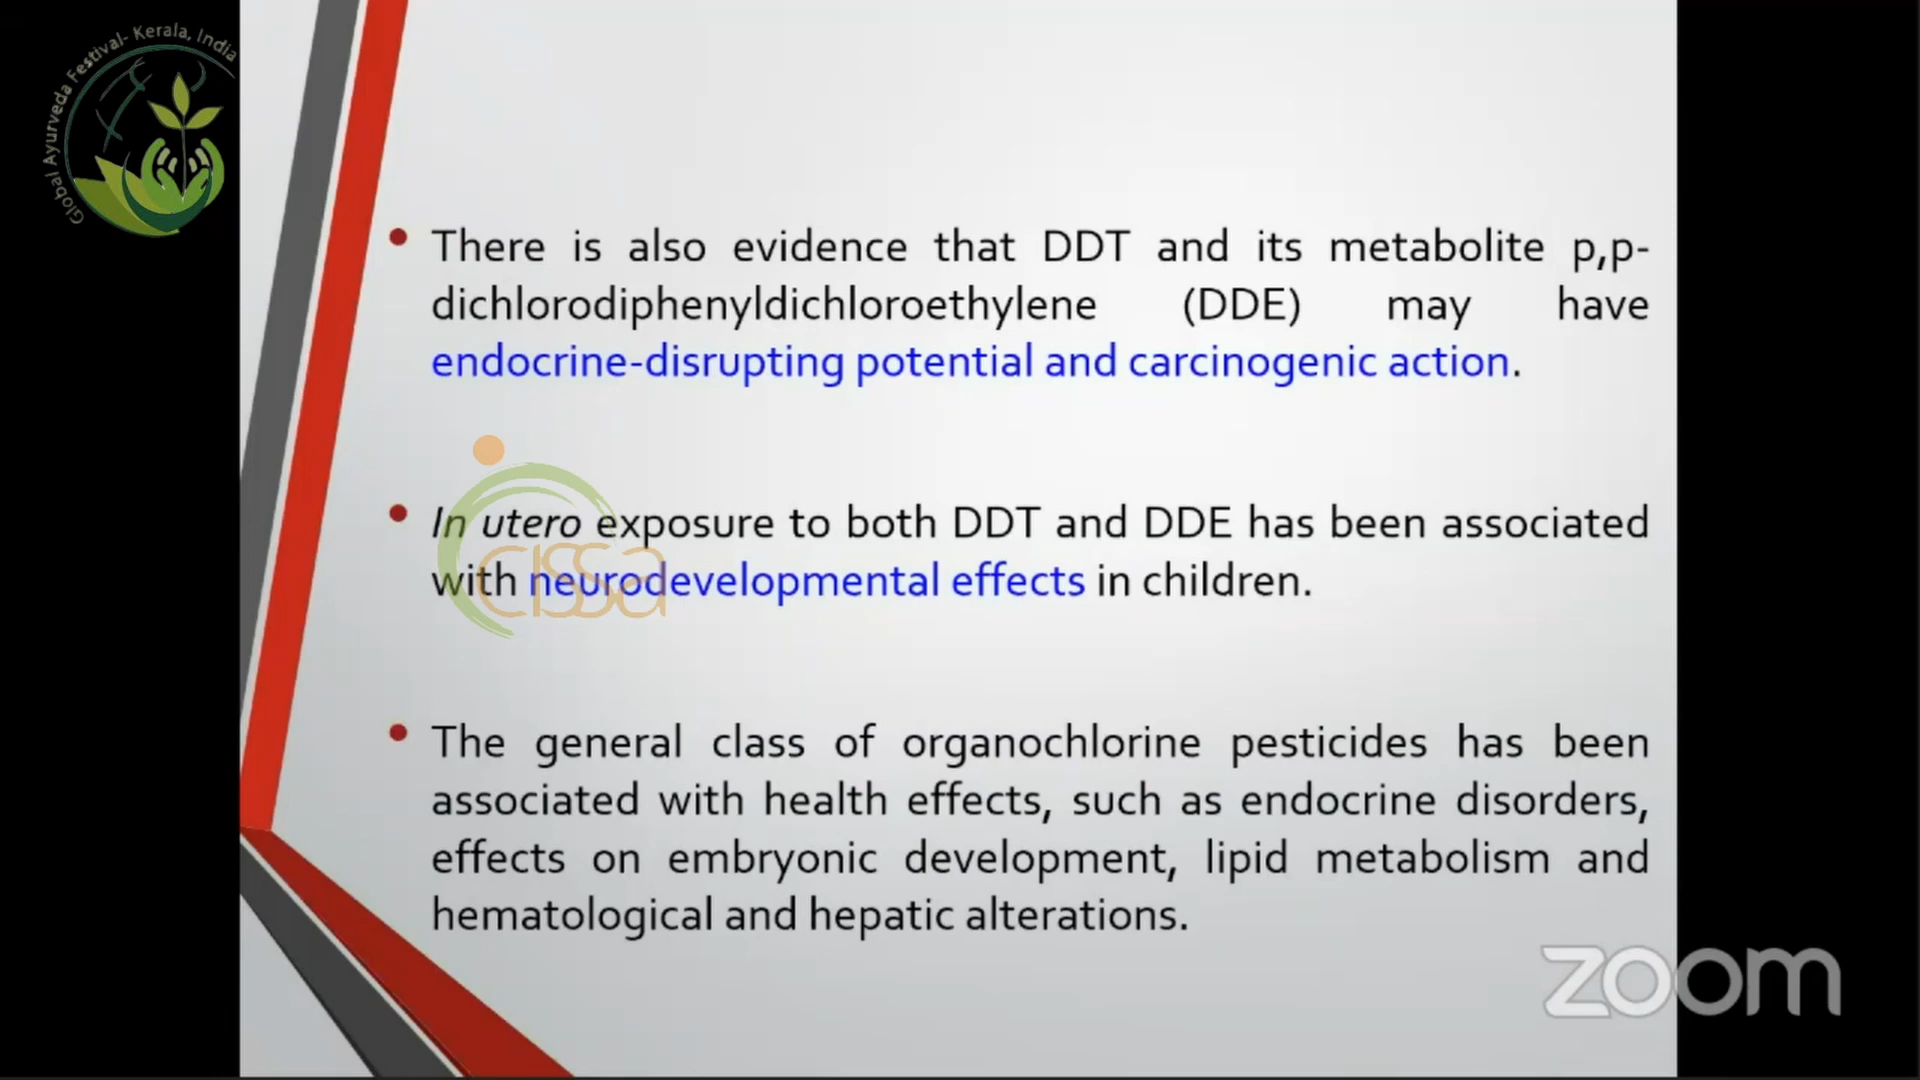 Global Ayurveda Festival- Kerala, India
• There is also evidence that DDT and its metabolite p,p-
dichlorodiphenyldichloroethylene (DDE) may have
endocrine-disrupting potential and carcinogenic action.
• In utero exposure to both DDT and DDE has been associated
with neurodevelopmental effects in children.
cissa
• The general class of organochlorine pesticides has been
associated with health effects, such as endocrine disorders,
effects on embryonic development, lipid metabolism and
hematological and hepatic alterations.
zoom